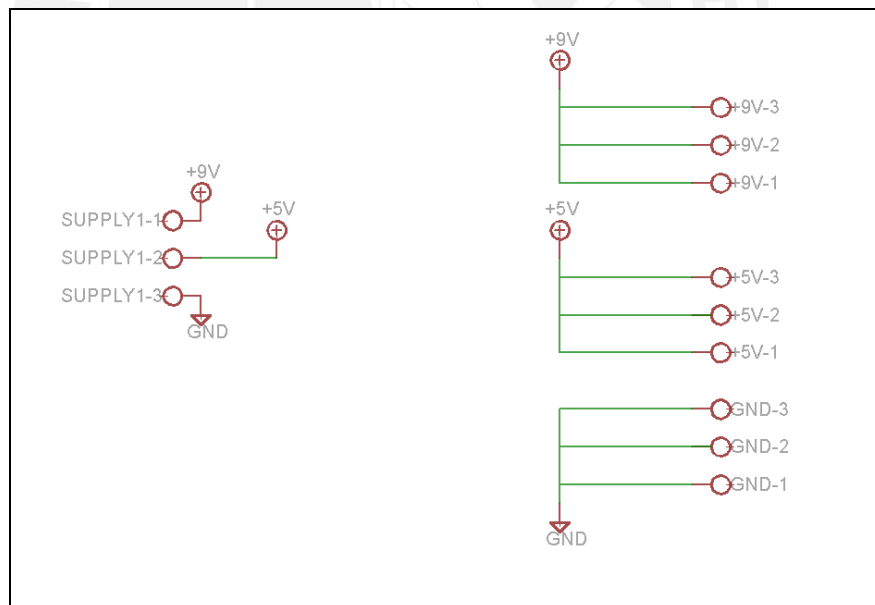 +9V
SUPPLY1-1
+5V
SUPPLY1-2
SUPPLY1-3
GND
+9V
+9V-3
+9V-2
+9V-1
+5V
+5V-3
+5V-2
+5V-1
GND-3
GND-2
GND-1
GND